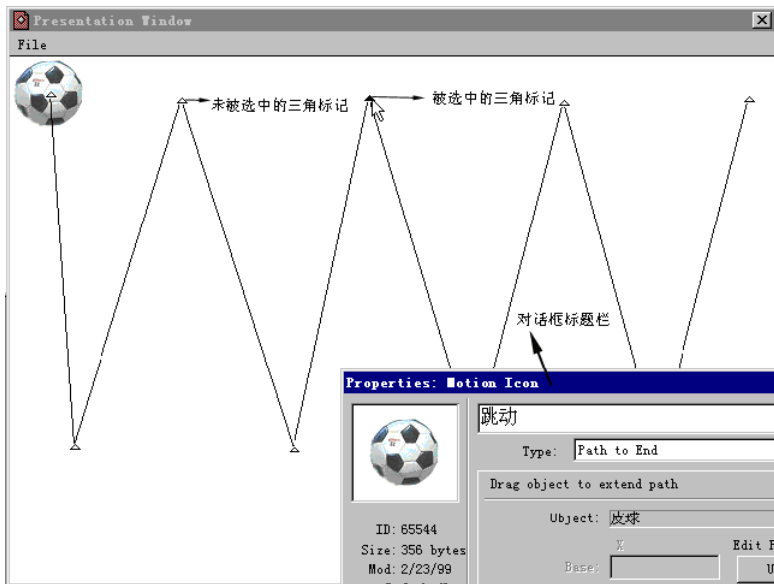 Presentation Window
File
未被选中的三角标记
被选中的三角标记
对话框标题栏
Properties: Motion Icon
跳动
Type: Path to End
Drag object to extend path
Object: 皮球
X
Edit
Base:
ID: 65544
Size: 356 bytes
Mod: 2/23/99